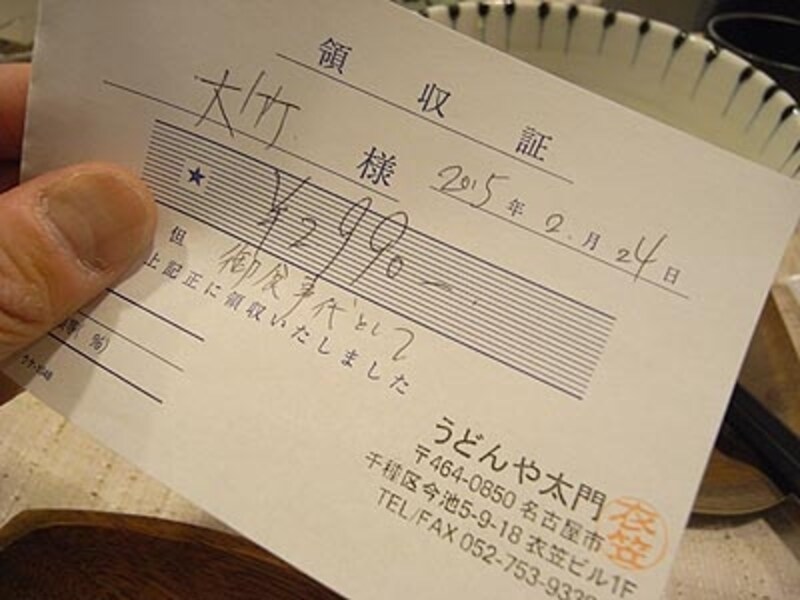 領収証
大竹 様
2015年2月24日
★ ¥2990-.
但 御食事代として
上記正に領収いたしました
うどんや太門
〒464-0850 名古屋市
千種区今池5-9-18 衣笠ビル1F
TEL/FAX 052-753-933
衣笠